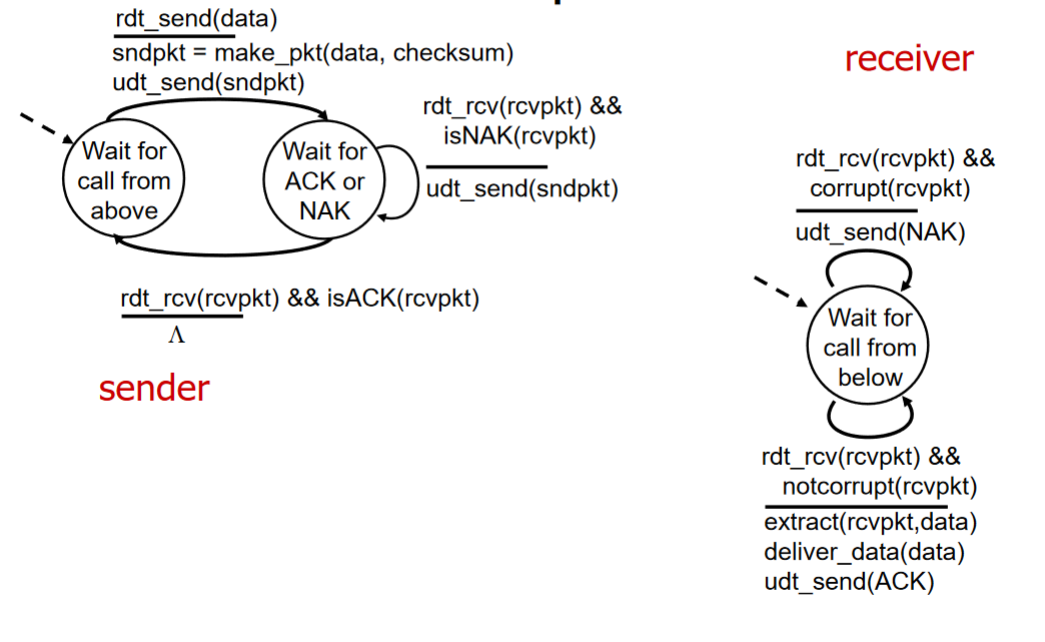 rdt_send(data)
sndpkt = make_pkt(data, checksum)
udt_send(sndpkt)
Wait for
call from
above
Wait for
ACK or
NAK
rdt_rcv(rcvpkt) &&
isNAK(rcvpkt)
udt_send(sndpkt)
rdt_rcv(rcvpkt) && isACK(rcvpkt)
Λ
sender
receiver
rdt_rcv(rcvpkt) &&
corrupt(rcvpkt)
udt_send(NAK)
Wait for
call from
below
rdt_rcv(rcvpkt) &&
notcorrupt(rcvpkt)
extract(rcvpkt,data)
deliver_data(data)
udt_send(ACK)